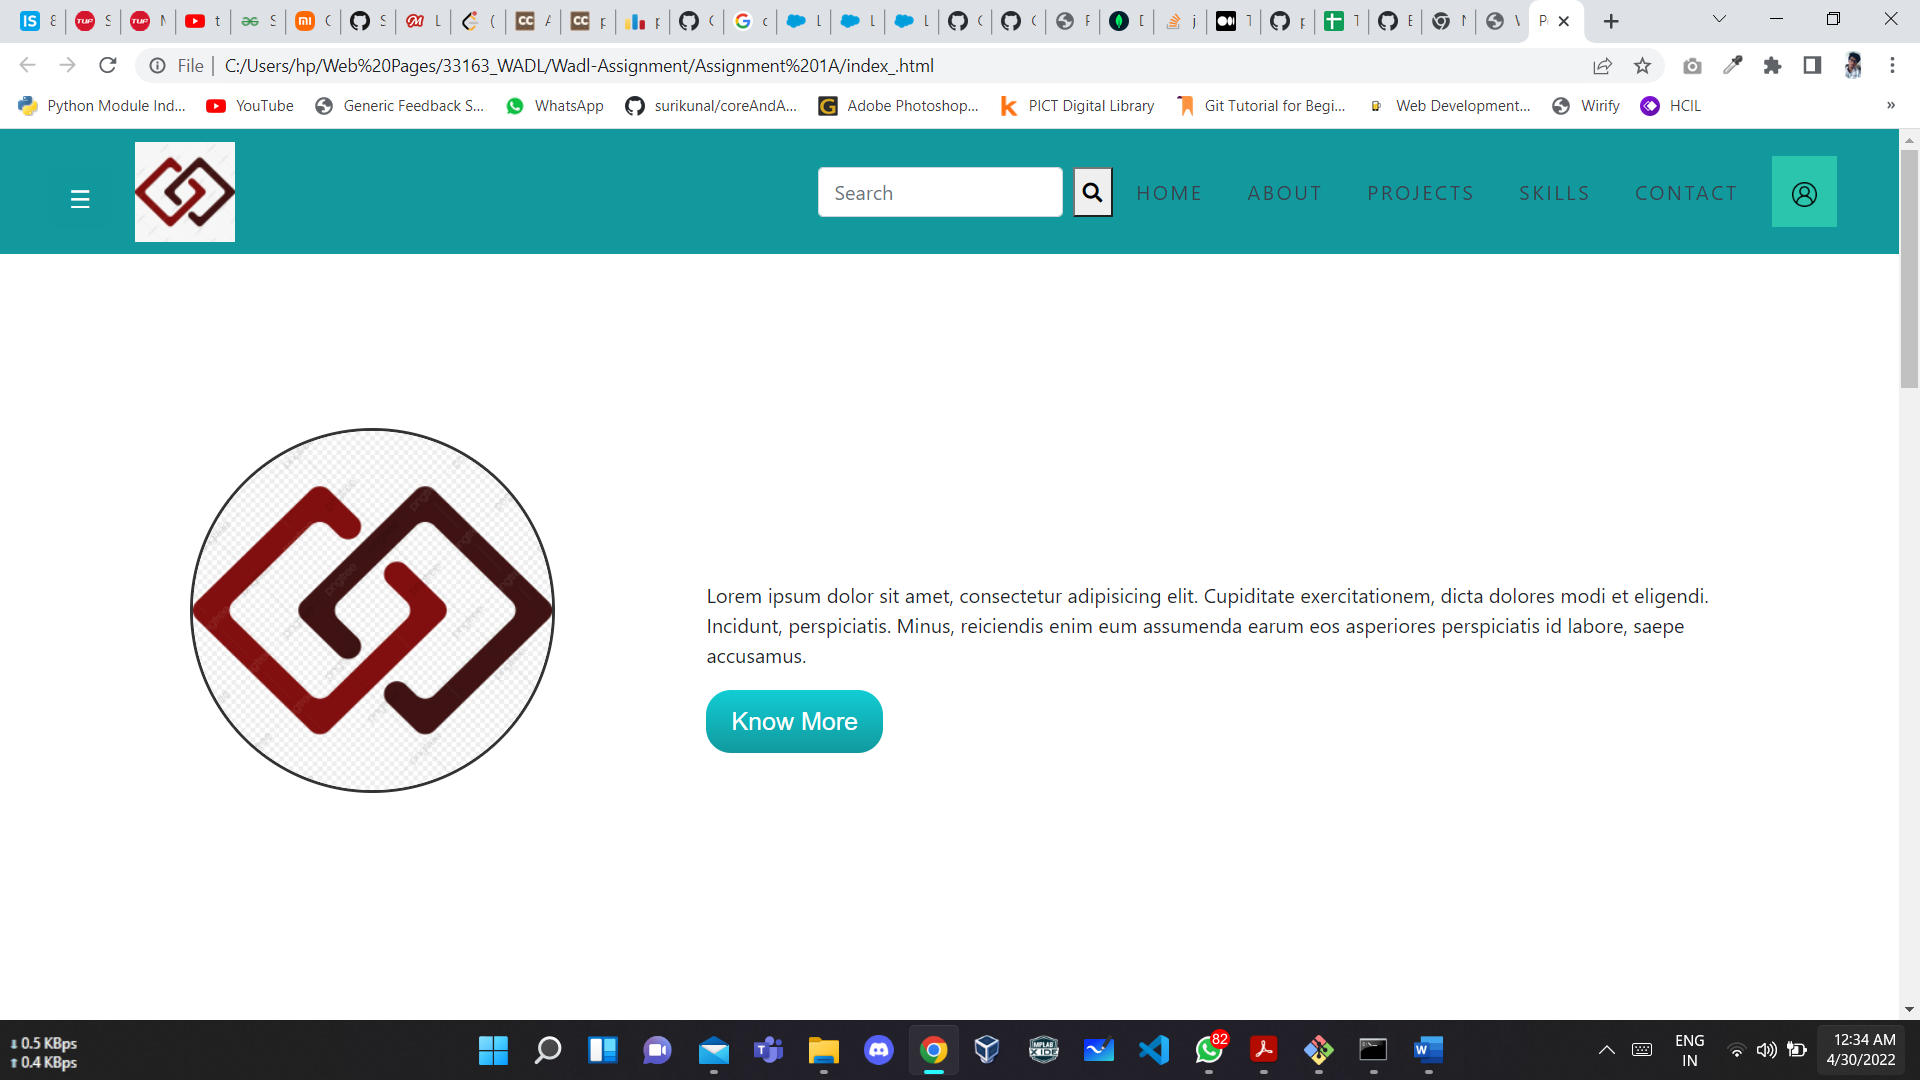 File
C:/Users/hp/Web%20Pages/33163_WADL/Wadl-Assignment/Assignment%201A/index_.html
Python Module Ind...
YouTube
Generic Feedback S...
WhatsApp
surikunal/coreAndA...
Adobe Photoshop...
PICT Digital Library
Git Tutorial for Begi...
Web Development...
Wirify
HCIL
»
Search
HOME
ABOUT
PROJECTS
SKILLS
CONTACT
Lorem ipsum dolor sit amet, consectetur adipisicing elit. Cupiditate exercitationem, dicta dolores modi et eligendi.
Incidunt, perspiciatis. Minus, reiciendis enim eum assumenda earum eos asperiores perspiciatis id labore, saepe
accusamus.
Know More
0.5 KBps
0.4 KBps
82
ENG
IN
12:34 AM
4/30/2022